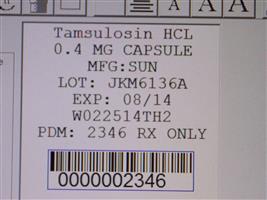 Tamsulosin HCL
0.4 MG CAPSULE
MFG:SUN
LOT: JKM6136A
EXP: 08/14
W022514TH2
PDM: 2346 RX ONLY
0000002346